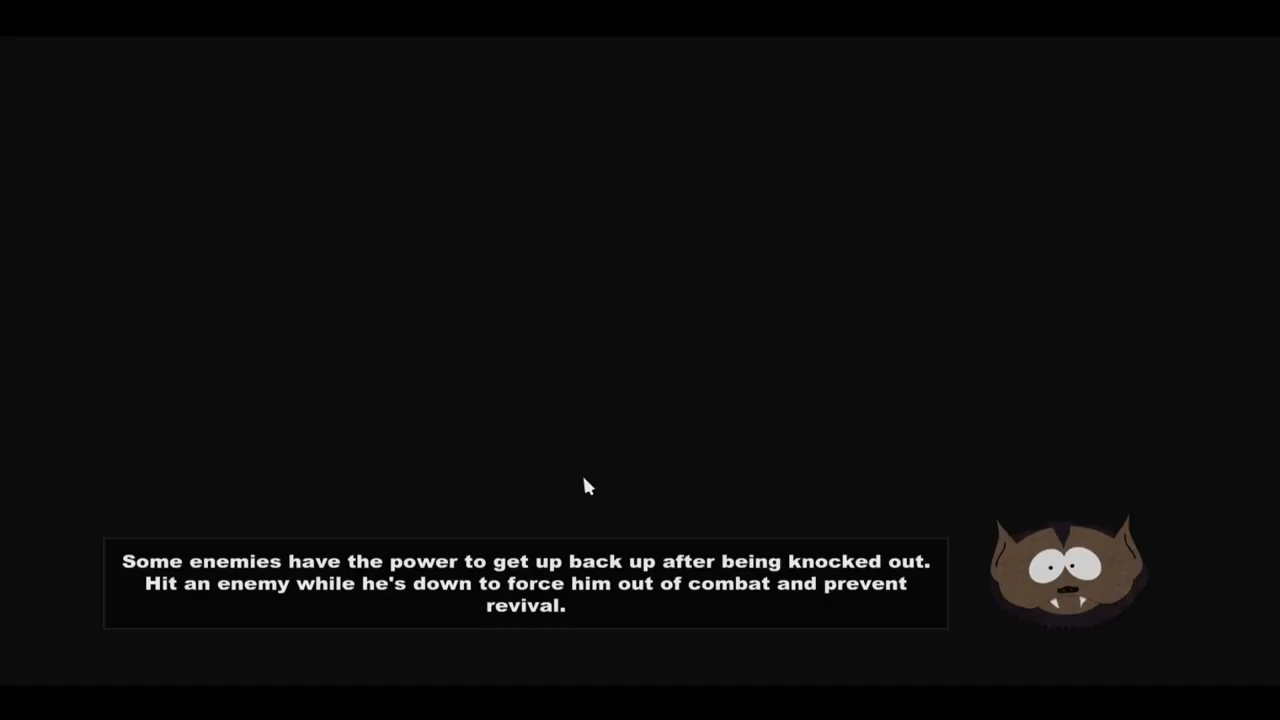 Some enemies have the power to get up back up after being knocked out.
Hit an enemy while he's down to force him out of combat and prevent
revival.